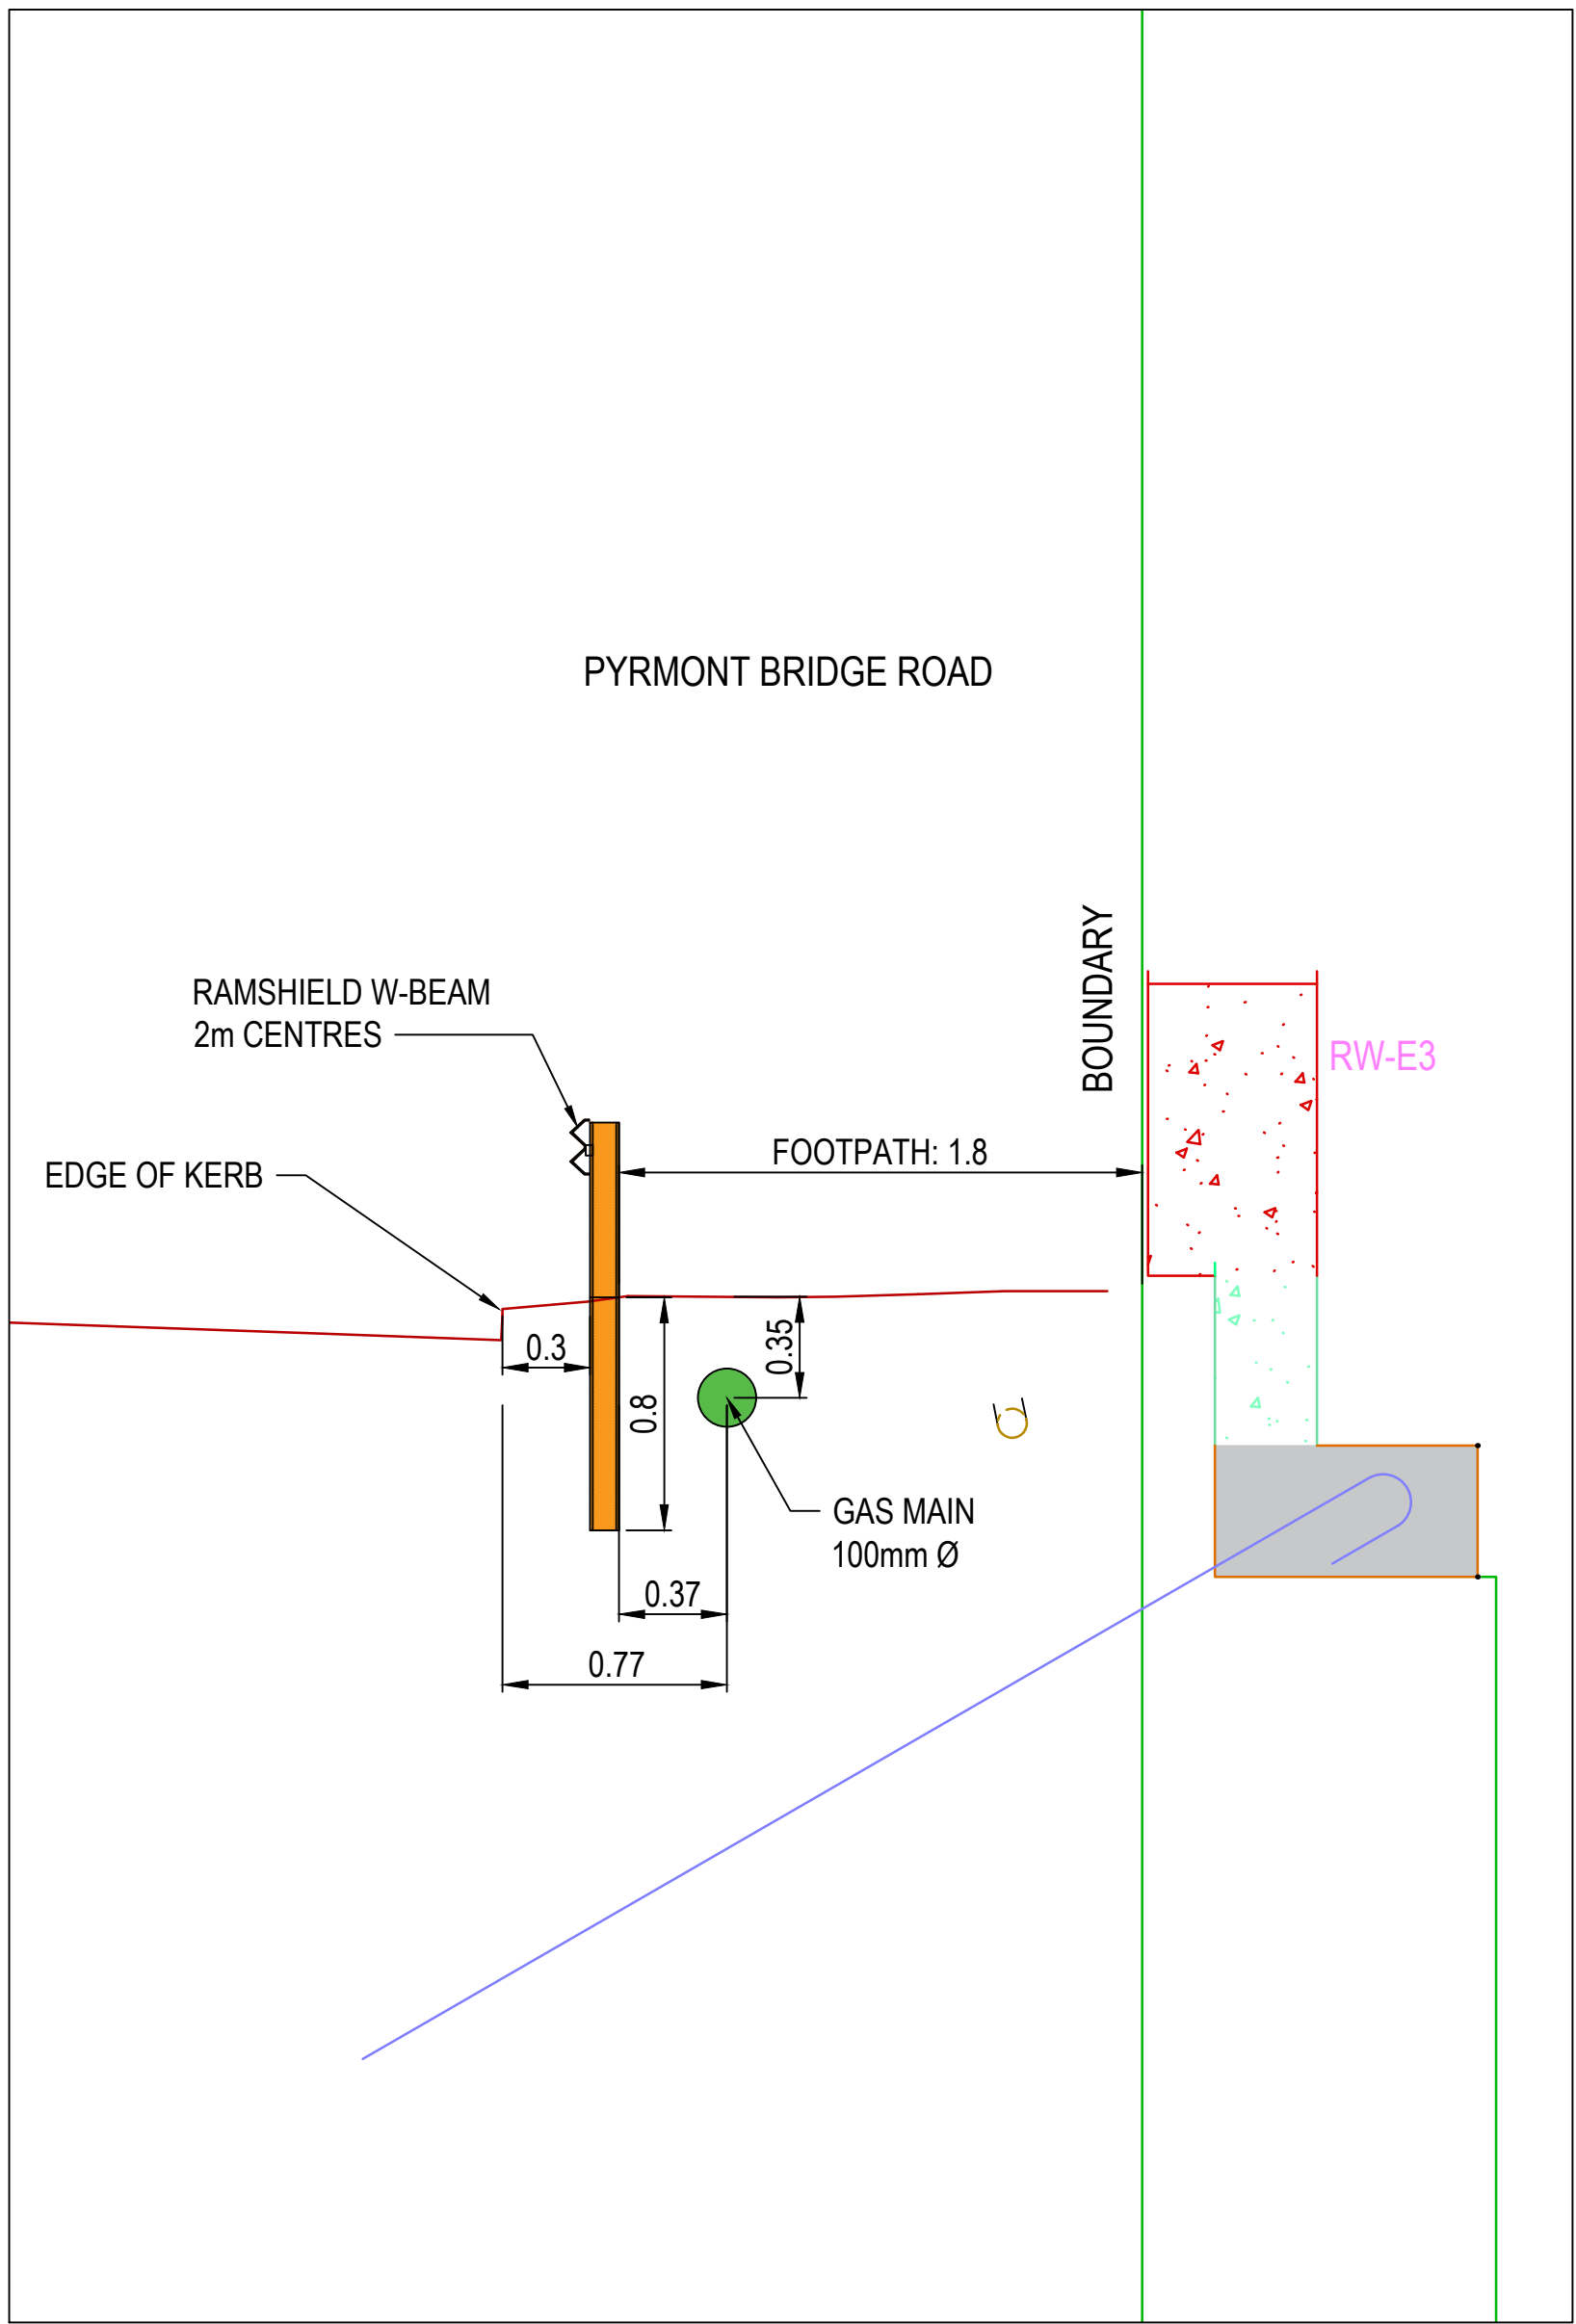 PYRMONT BRIDGE ROAD
BOUNDARY
RAMSHIELD W-BEAM
2m CENTRES
RW-E3
FOOTPATH: 1.8
EDGE OF KERB
0.3
0.35
0.8
GAS MAIN
100mm Ø
0.37
0.77